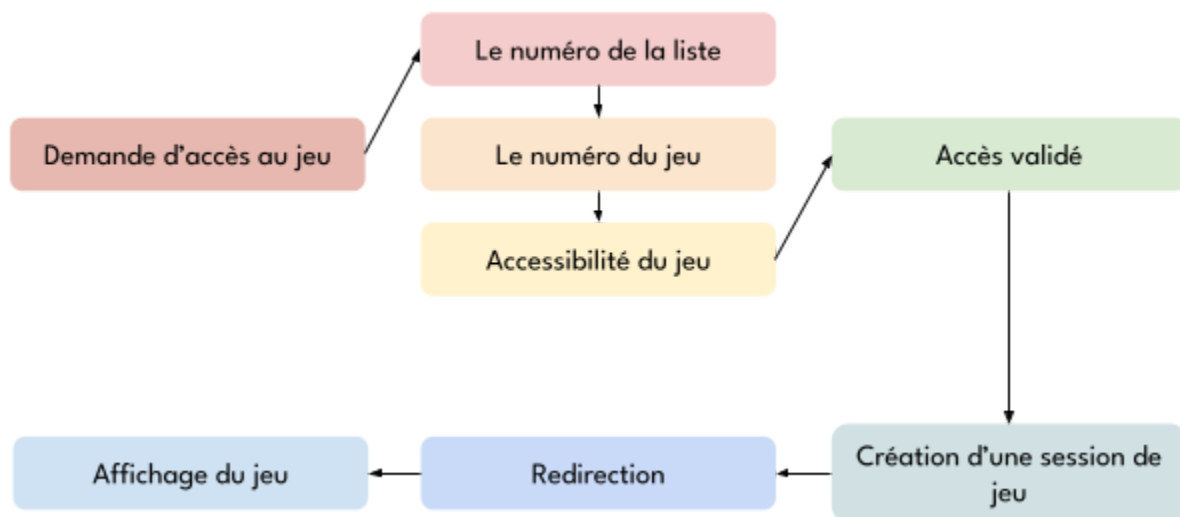 Demande d’accès au jeu
Le numéro de la liste
Le numéro du jeu
Accessibilité du jeu
Accès validé
Création d’une session de
jeu
Redirection
Affichage du jeu